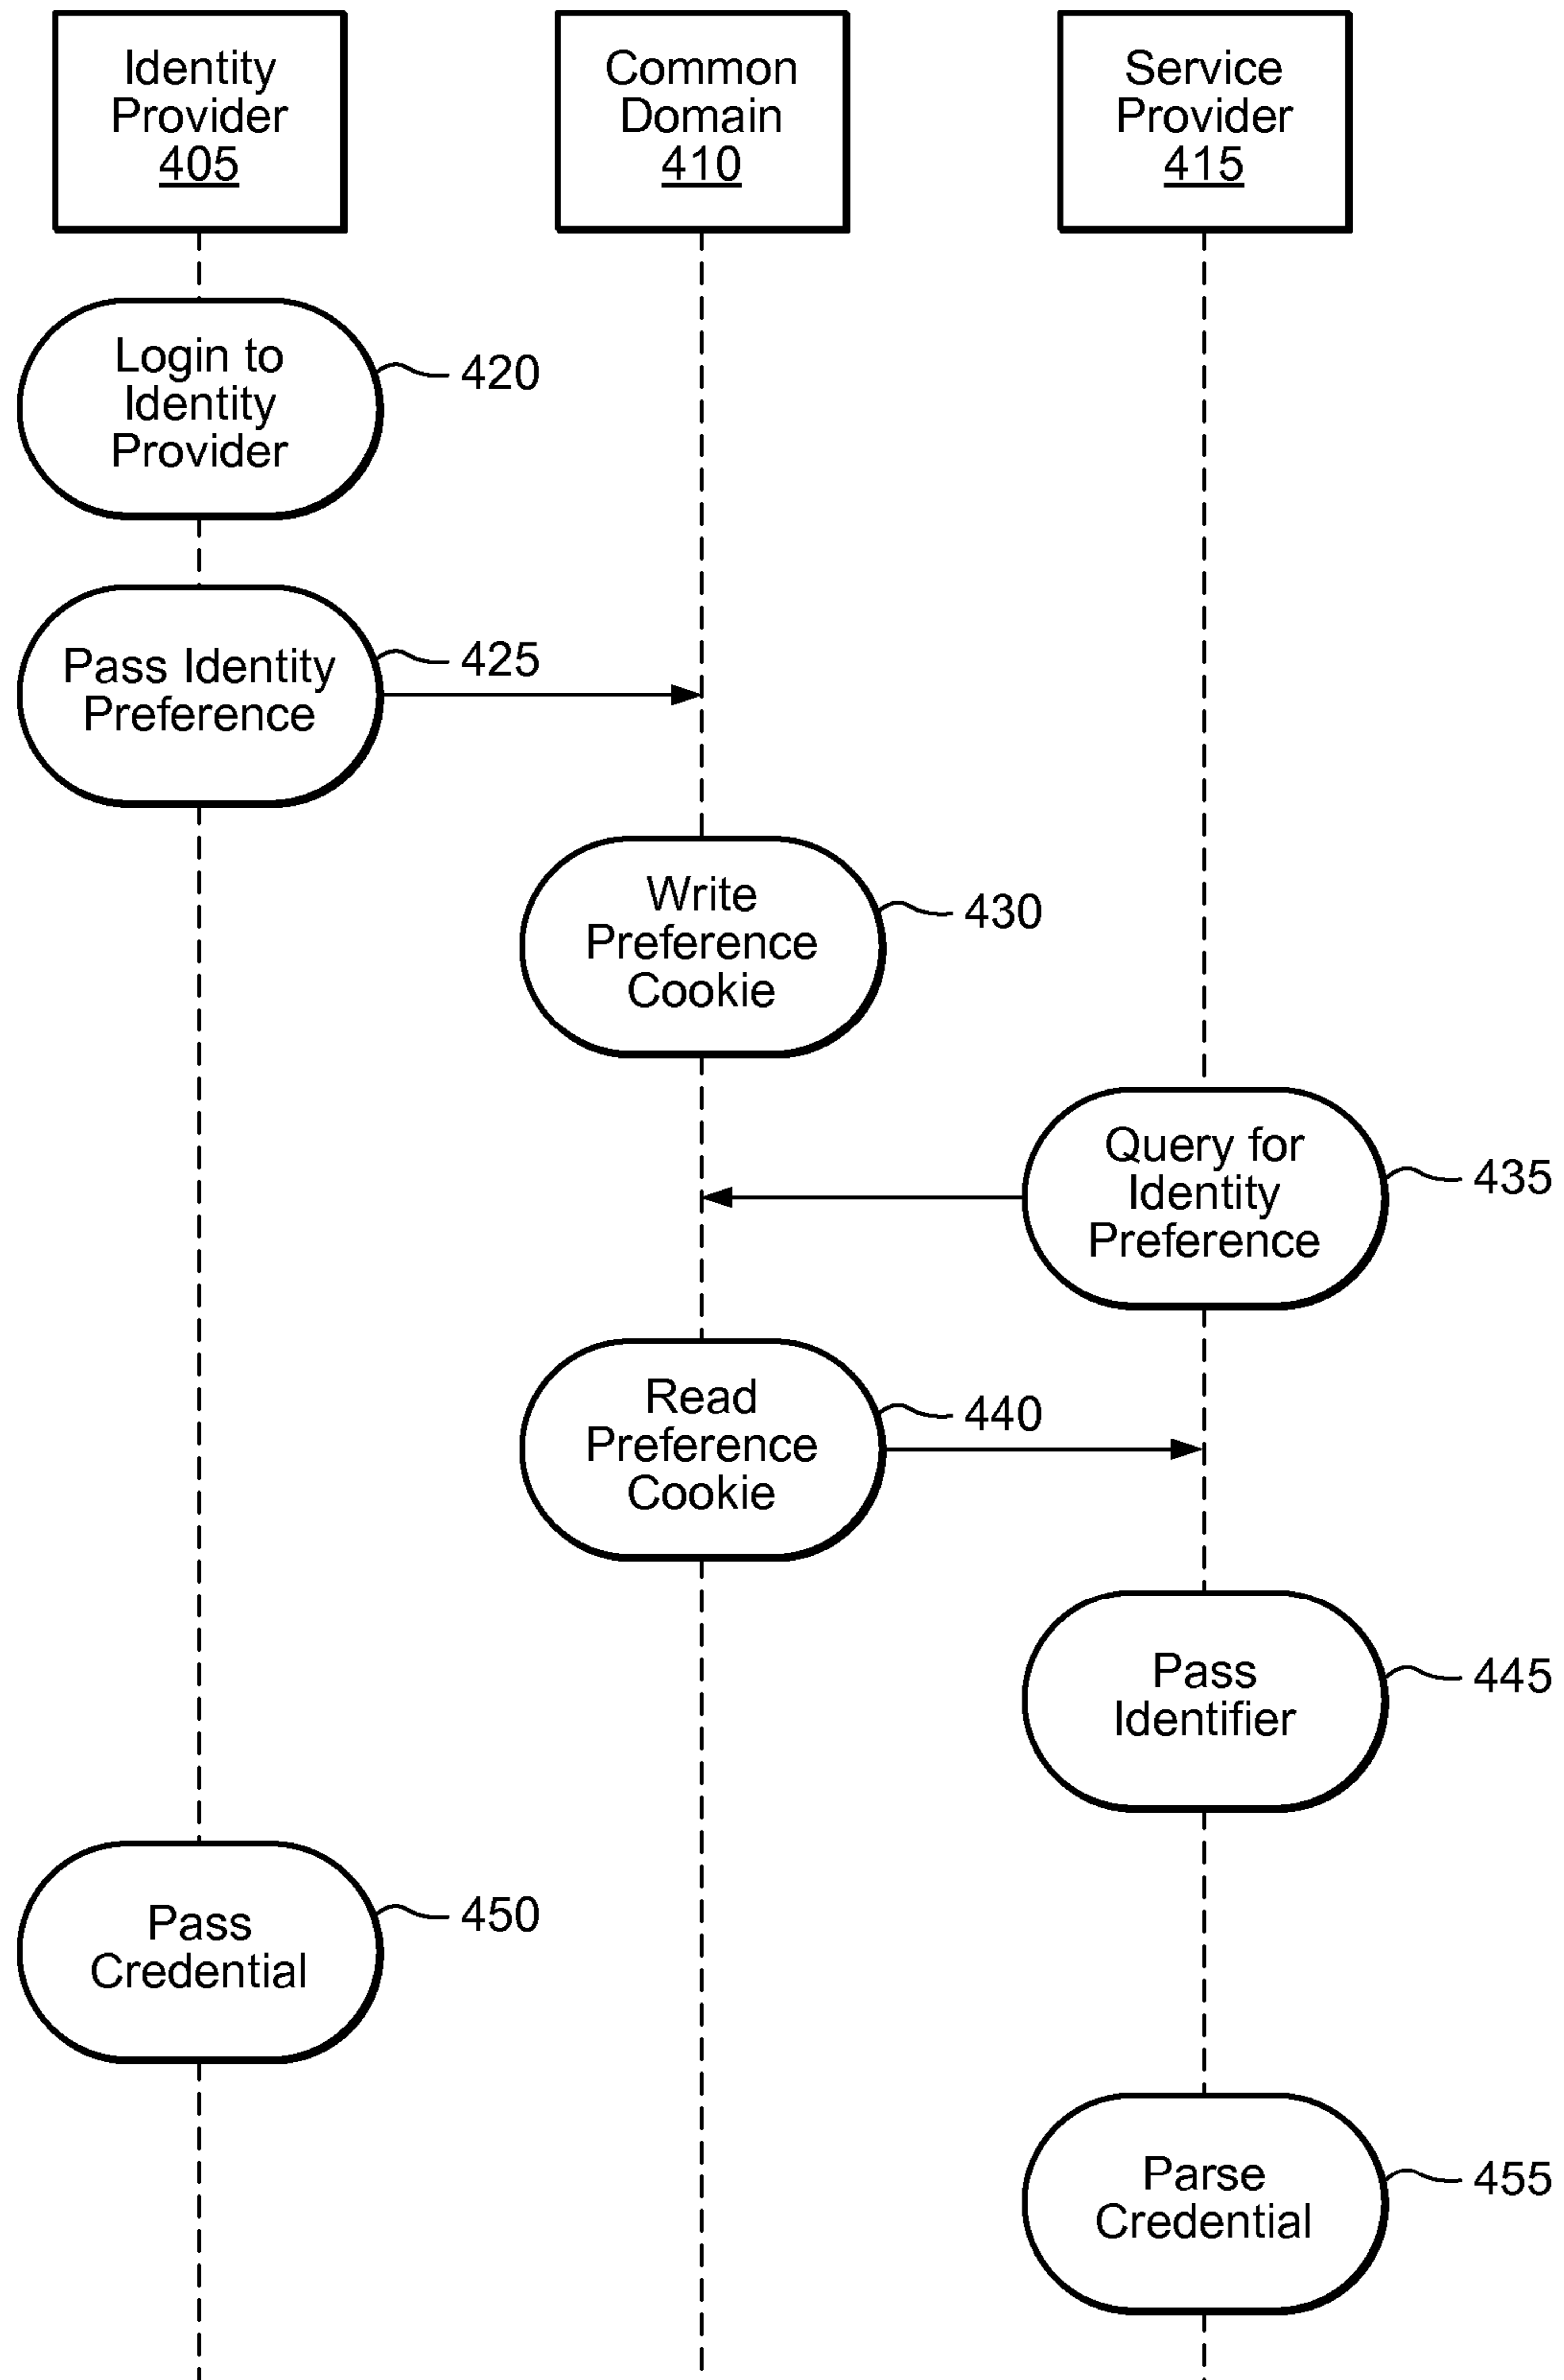 Identity
Provider
405
Common
Domain
410
Service
Provider
415
Login to
Identity
Provider
420
Pass Identity
Preference
425
Write
Preference
Cookie
430
Query for
Identity
Preference
435
Read
Preference
Cookie
440
Pass
Identifier
445
Pass
Credential
450
Parse
Credential
455